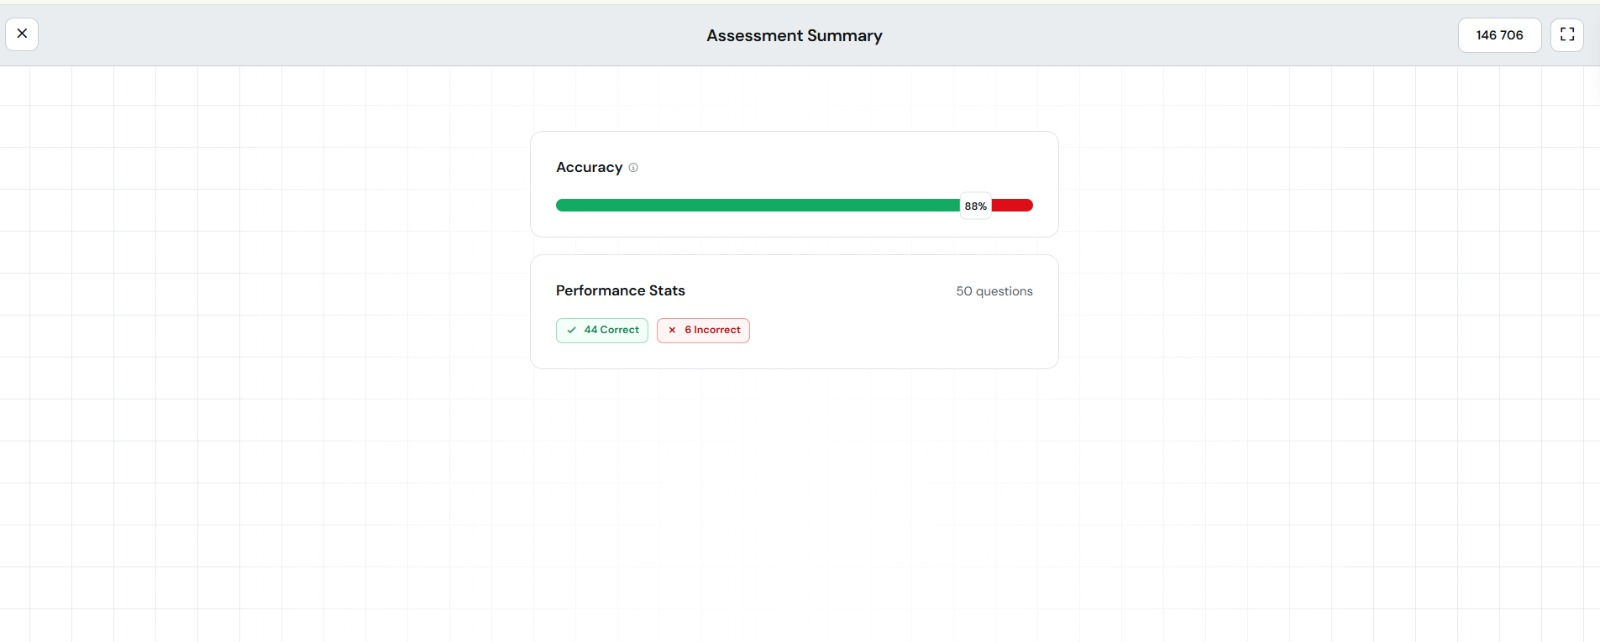 Assessment Summary
146 706
Accuracy
88%
Performance Stats
50 questions
44 Correct
6 Incorrect